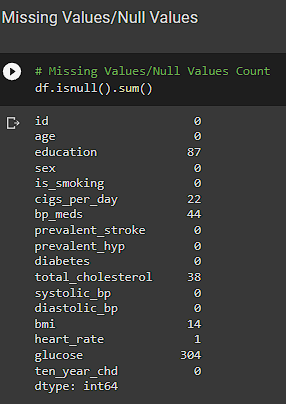 Missing Values/Null Values
# Missing Values/Null Values Count
df.isnull().sum()
id 0
age 0
education 87
sex 0
is_smoking 0
cigs_per_day 22
bp_meds 44
prevalent_stroke 0
prevalent_hyp 0
diabetes 0
total_cholesterol 38
systolic_bp 0
diastolic_bp 0
bmi 14
heart_rate 1
glucose 304
ten_year_chd 0
dtype: int64